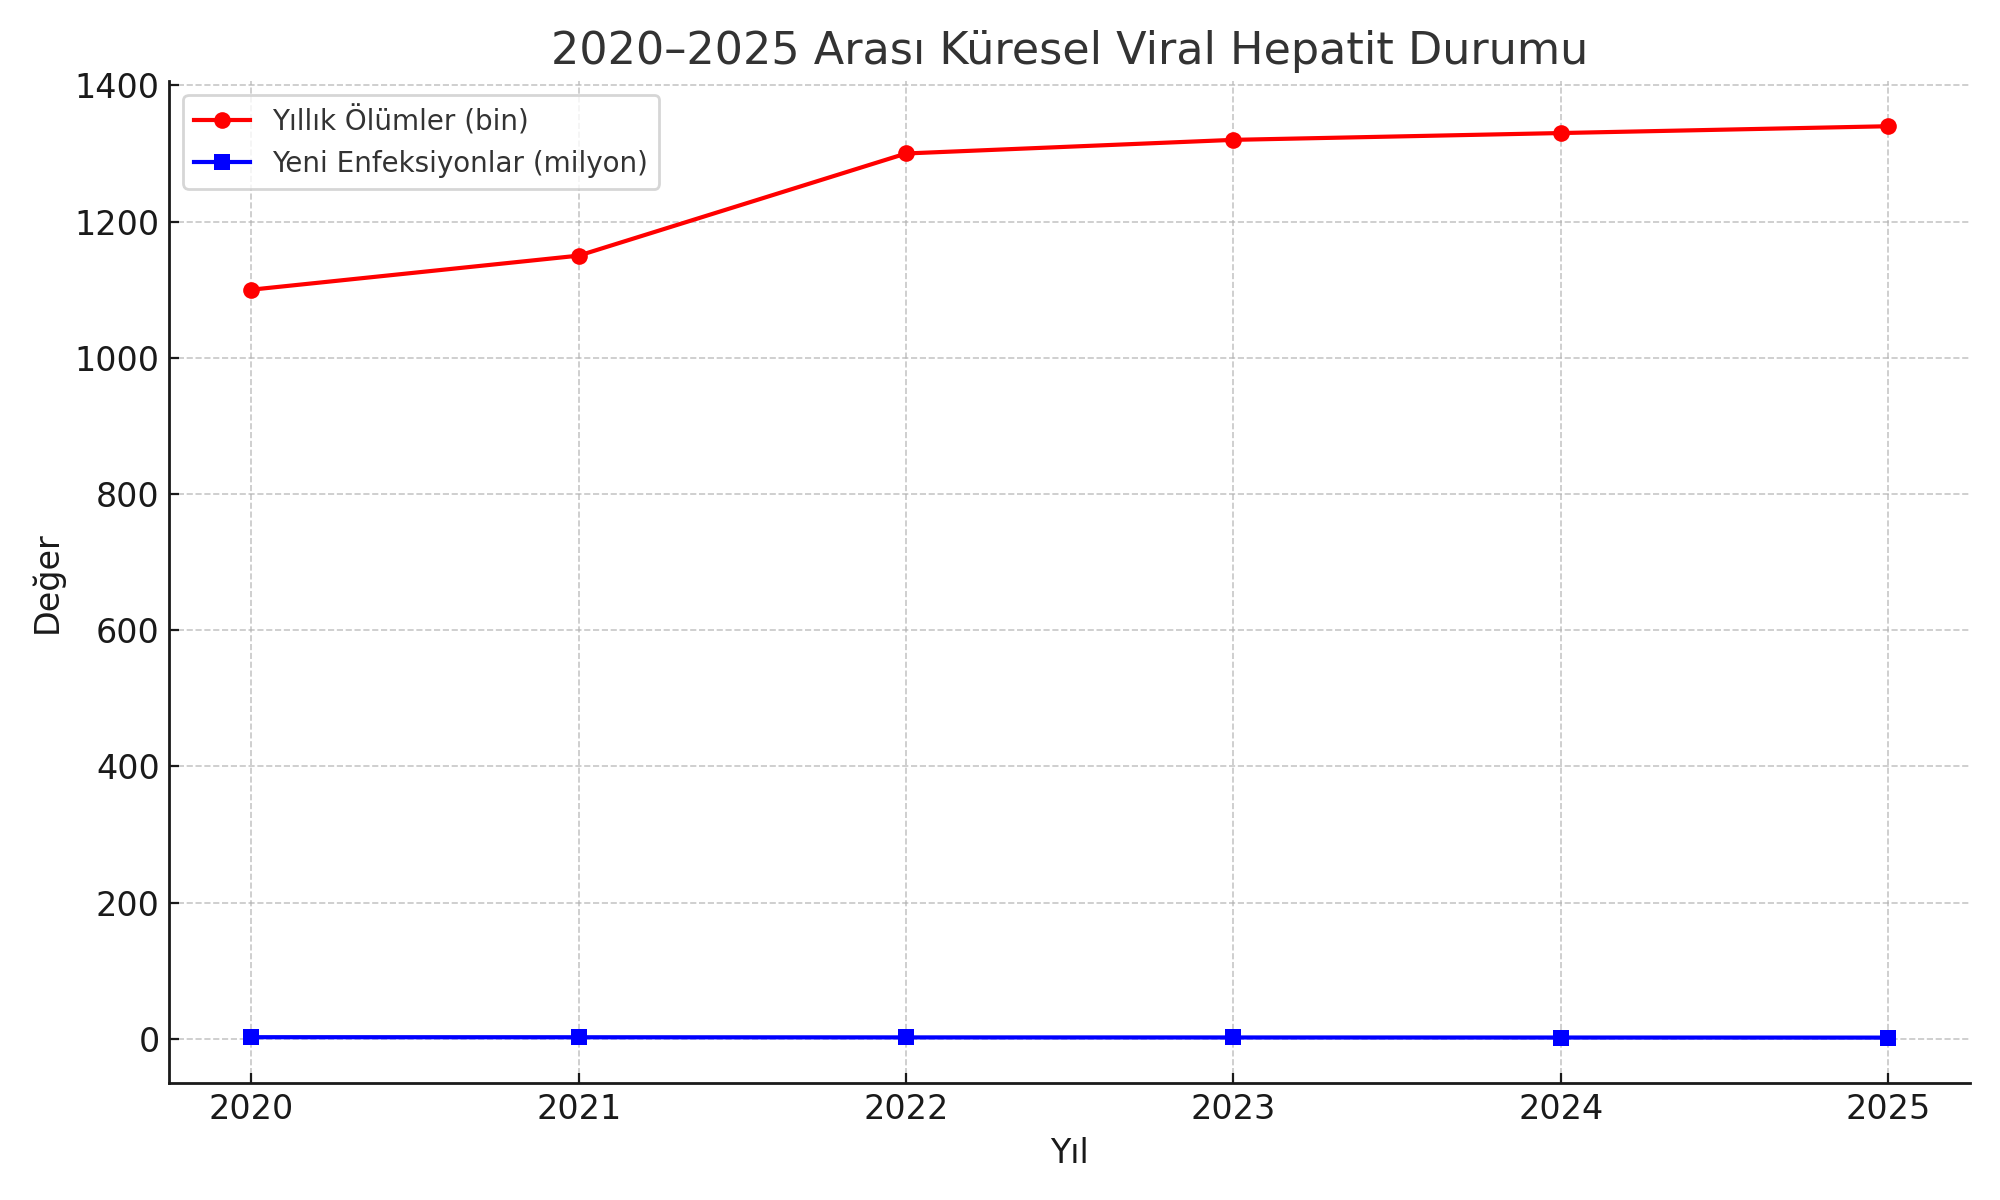 2020–2025 Arası Küresel Viral Hepatit Durumu
Yıllık Ölümler (bin)
Yeni Enfeksiyonlar (milyon)
Değer
1400
1200
1000
800
600
400
200
0
2020 2021 2022 2023 2024 2025
Yıl